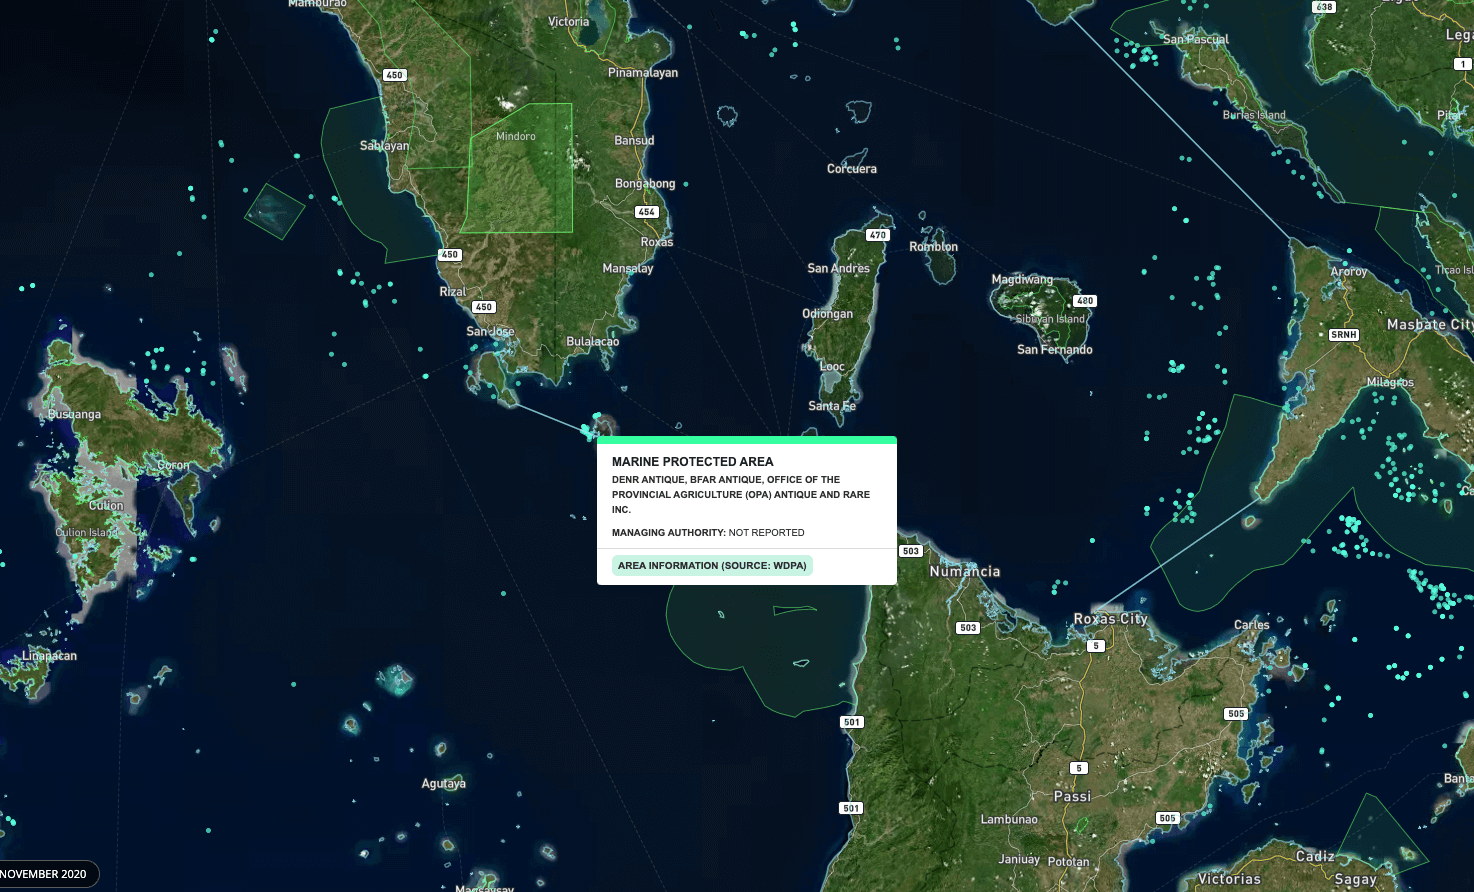 Mamburao
Victoria
638
San Pascual
Lega
1
450
Pinamalayan
Burias Island
Pilar
Mindoro
Sablayan
Bansud
Corcuera
Bongabong
454
Roxas
470
Romblon
450
San Andres
Mansalay
Magdiwang
Aroroy
Ticao Isl
Rizal
480
450
Odiongan
Sibuyan Island
San Jose
Masbate City
SRNH
Bulalacao
San Fernando
Looc
Milagros
Busuanga
Santa Fe
MARINE PROTECTED AREA
DENR ANTIQUE, BFAR ANTIQUE, OFFICE OF THE
PROVINCIAL AGRICULTURE (OPA) ANTIQUE AND RARE
INC.
MANAGING AUTHORITY: NOT REPORTED
AREA INFORMATION (SOURCE: WDPA)
Coron
Ca
Culion
Culion Island
503
Numancia
503
Roxas City
Carles
5
Linapacan
501
505
5
Agutaya
Banta
Passi
501
505
Lambunao
Janiuay
Pototan
Cadiz
NOVEMBER 2020
Victorias
Sagay
Magsaysay